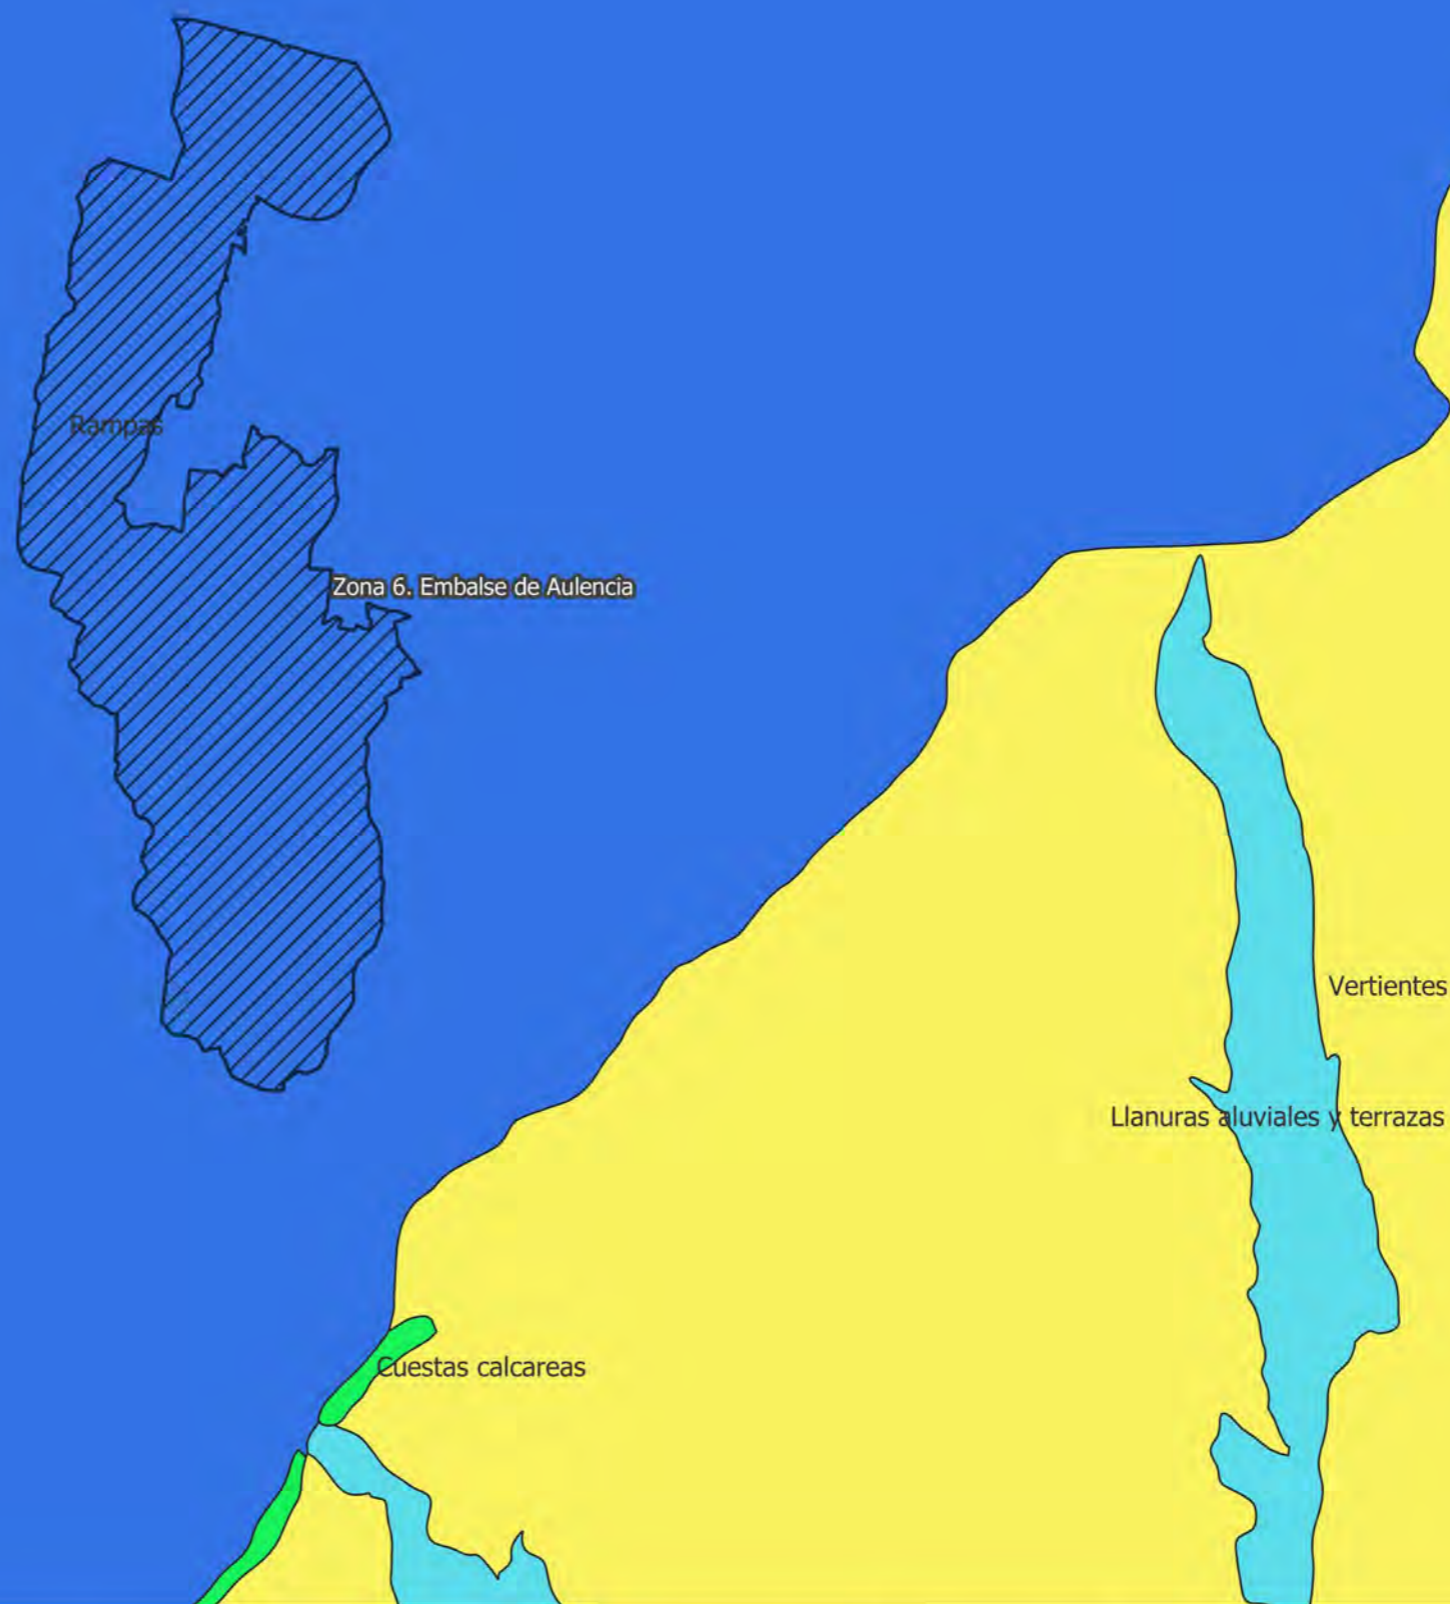 Rampas
Zona 6. Embalse de Aulencia
Vertientes
Llanuras aluviales y terrazas
Cuestas calcareas